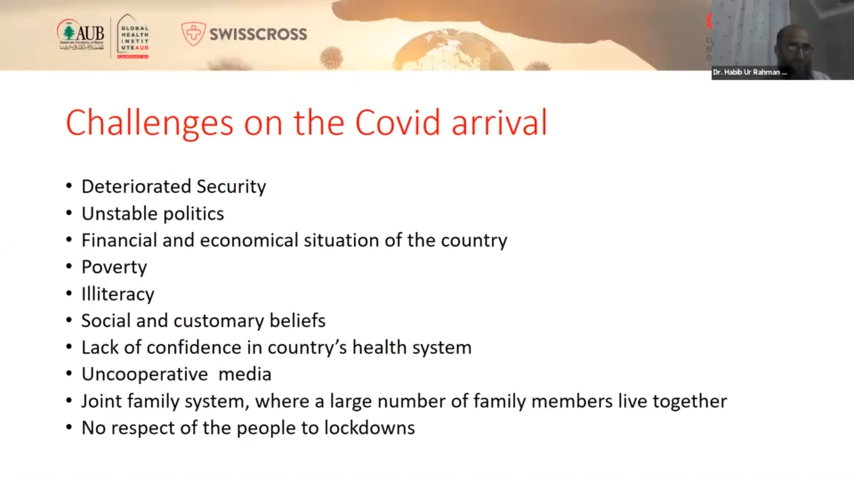 AUB
GLOBAL
HEALTH
INSTIT
UTEAUB
SWISSCROSS
Dr. Habib Ur Rahman ...
Challenges on the Covid arrival
• Deteriorated Security
• Unstable politics
• Financial and economical situation of the country
• Poverty
• Illiteracy
• Social and customary beliefs
• Lack of confidence in country's health system
• Uncooperative  media
• Joint family system, where a large number of family members live together
• No respect of the people to lockdowns